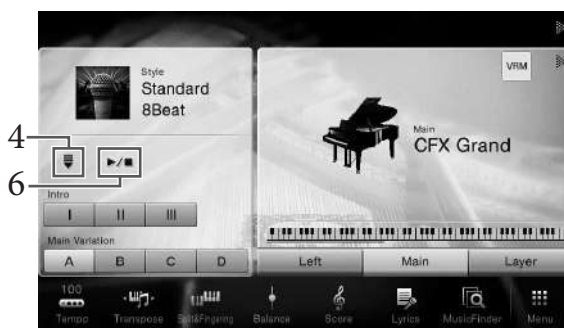 Style
Standard
8Beat
4
6
Intro
I II III
Main Variation
A B C D
VRM
Main
CFX Grand
Left Main Layer
100
Tempo Transpose Split&Fingering Balance Score Lyrics MusicFinder Menu